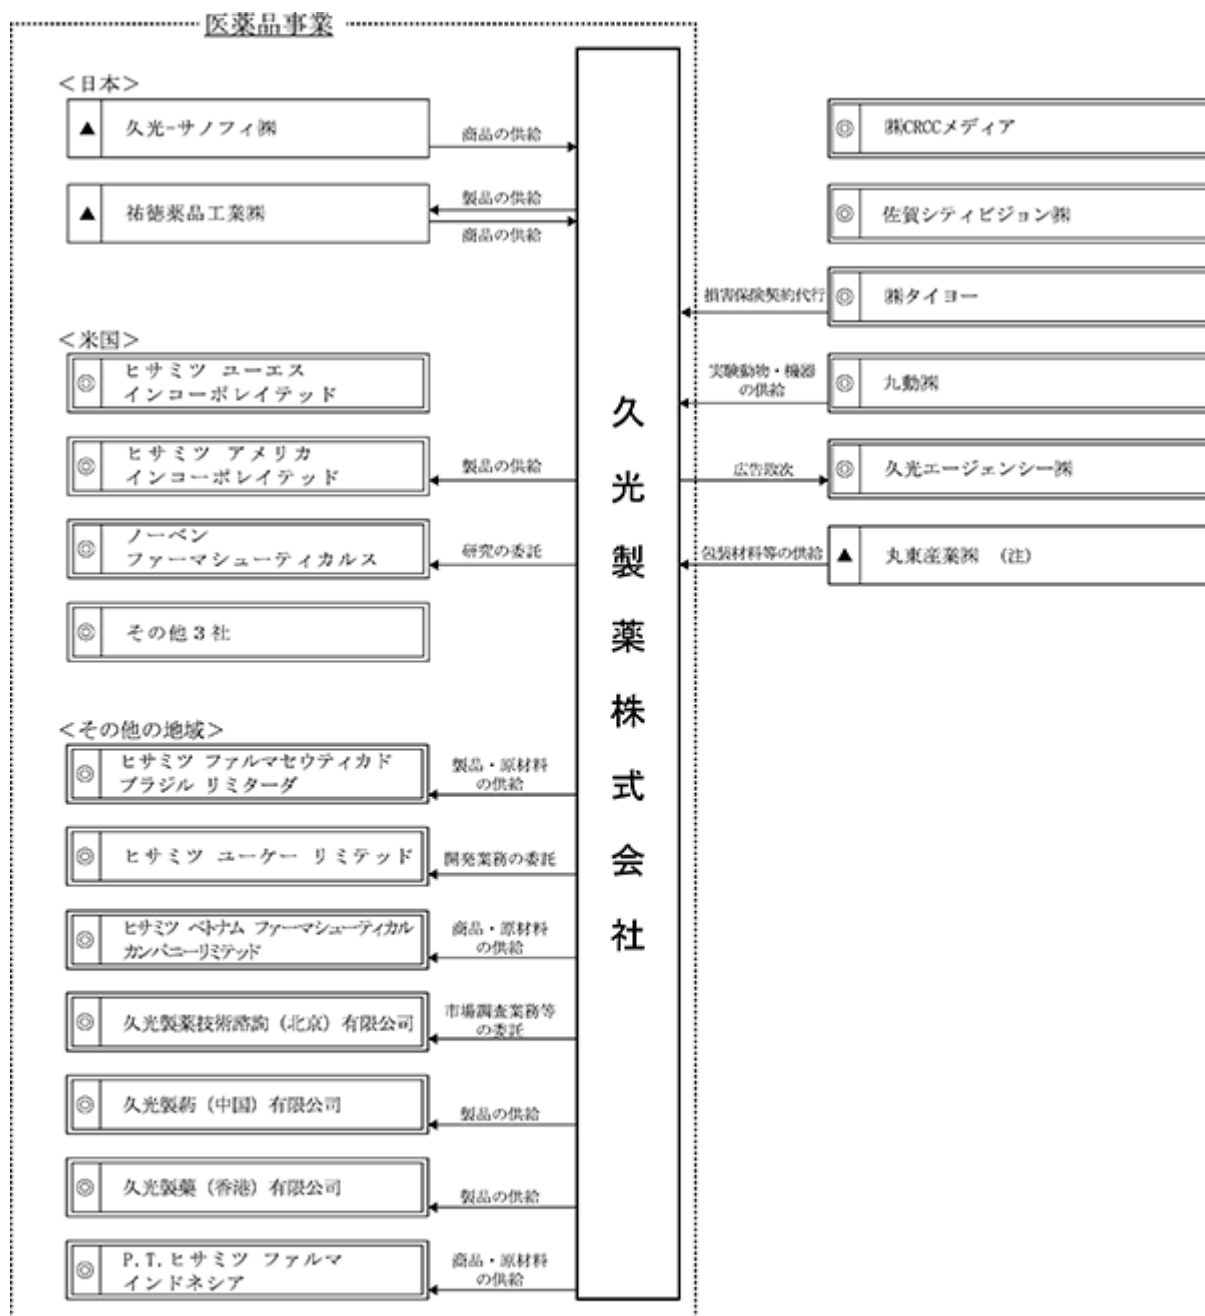 医薬品事業
＜日本＞
▲ 久光-サノフィ㈱
商品の供給
▲ 祐徳薬品工業㈱
製品の供給
商品の供給
＜米国＞
◎ ヒサミツ ユーエス
インコーポレイテッド
◎ ヒサミツ アメリカ
インコーポレイテッド
製品の供給
◎ ノーベン
ファーマシューティカルス
研究の委託
◎ その他３社
＜その他の地域＞
◎ ヒサミツ ファルマセウティカド
ブラジル リミターダ
製品・原材料
の供給
◎ ヒサミツ ユーケー リミテッド
開発業務の委託
◎ ヒサミツ ベトナム ファーマシューティカル
カンパニーリミテッド
商品・原材料
の供給
◎ 久光製薬技術諮詢（北京）有限公司
市場調査業務等
の委託
◎ 久光製药（中国）有限公司
製品の供給
◎ 久光製藥（香港）有限公司
製品の供給
◎ P.T.ヒサミツ ファルマ
インドネシア
商品・原材料
の供給
久光製薬株式会社
◎ ㈱CRCCメディア
◎ 佐賀シティビジョン㈱
損害保険契約代行
◎ ㈱タイヨー
実験動物・機器
の供給
◎ 九動㈱
広告取次
◎ 久光エージェンシー㈱
包装材料等の供給
▲ 丸東産業㈱ （注）